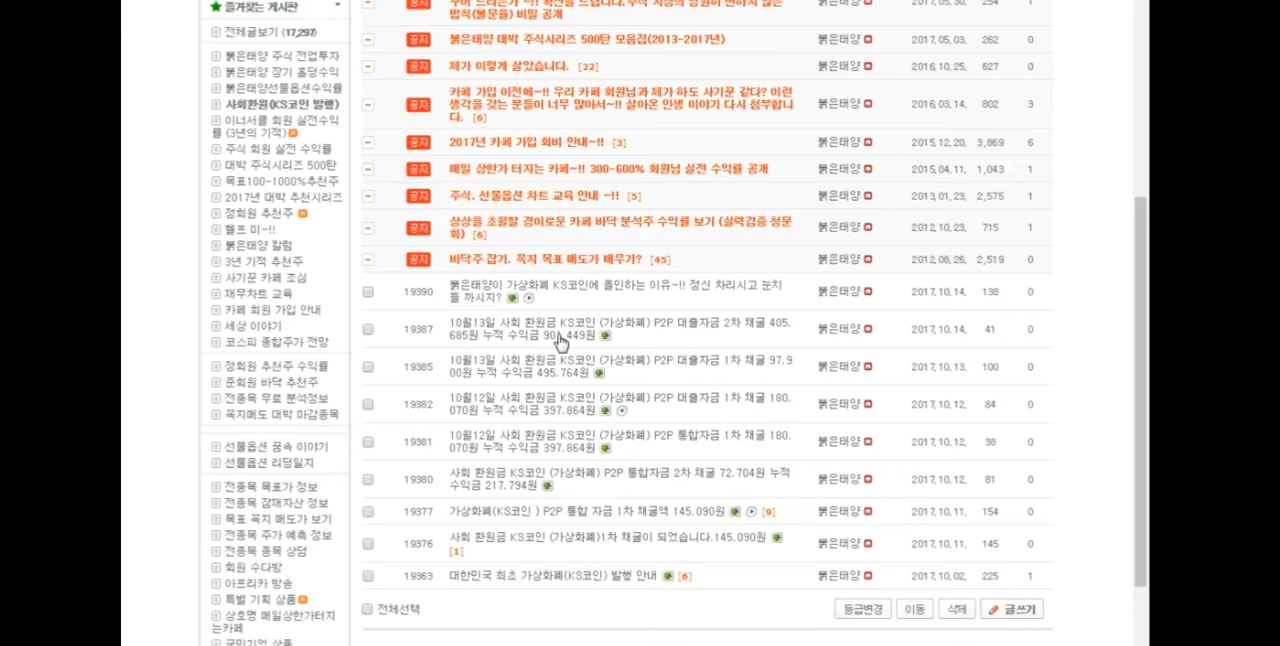 ★ 즐겨찾는 게시판
전체글보기 (17,297)
붉은태양 주식 전업투자
붉은태양 장기 홀딩수익
붉은태양선물옵션수익률
사회환원(KS코인 발행)
이너서클 회원 실전수익
률 (3년의 기적)
주식 회원 실전 수익률
대박 주식시리즈 500탄
목표100-1000%추천주
2017년 대박 추천시리즈
정회원 추천주
헬프 미~!!
붉은태양 칼럼
3년 기적 추천주
사기꾼 카페 조심
재무차트 교육
카페 회원 가입 안내
세상 이야기
코스피 종합주가 전망
정회원 추천주 수익률
준회원 바닥 추천주
전종목 무료 분석정보
꼭지매도 대박 마감종목
선물옵션 꿈속 이야기
선물옵션 리딩일지
전종목 목표가 정보
전종목 잠재자산 정보
목표 꼭지 매도가 보기
전종목 주가 예측 정보
전종목 종목 상담
회원 수다방
아프리카 방송
특별 기획 상품
상호명 매일상한가터지
는카페
국민기업 상품
법칙(불문률) 비밀 공개
공지 붉은태양 대박 주식시리즈 500탄 모음집(2013-2017년) 붉은태양 2017.05.03. 262 0
공지 제가 이렇게 살았습니다. [22] 붉은태양 2016.10.25. 627 0
공지 카페 가입 이전에~!! 우리 카페 회원님과 제가 하도 사기꾼 같다? 이런
생각을 갖는 분들이 너무 많아서~!! 살아온 인생 이야기 다시 첨부합니
다. [6] 붉은태양 2016.03.14. 802 3
공지 2017년 카페 가입 회비 안내~!! [3] 붉은태양 2015.12.20. 3,869 6
공지 매일 상한가 터지는 카페~!! 300-600% 회원님 실전 수익률 공개 붉은태양 2015.04.11. 1,043 1
공지 주식. 선물옵션 차트 교육 안내 ~!! [5] 붉은태양 2013.01.23. 2,575 1
공지 상상을 초월할 경이로운 카페 바닥 분석주 수익률 보기 (실력검증 청문
회) [6] 붉은태양 2012.10.23. 715 1
공지 바닥주 잡기. 꼭지 목표 매도가 배우기? [45] 붉은태양 2012.08.26. 2,519 0
19390 붉은태양이 가상화폐 KS코인에 올인하는 이유~!! 정신 차리시고 눈치
들 까시지? 붉은태양 2017.10.14. 138 0
19387 10월13일 사회 환원금 KS코인 (가상화폐) P2P 대출자금 2차 채굴 405.
685원 누적 수익금 449원 붉은태양 2017.10.14. 41 0
19385 10월13일 사회 환원금 KS코인 (가상화폐) P2P 대출자금 1차 채굴 97.9
00원 누적 수익금 495.764원 붉은태양 2017.10.13. 100 0
19382 10월12일 사회 환원금 KS코인 (가상화폐) P2P 대출자금 1차 채굴 180.
070원 누적 수익금 397.864원 붉은태양 2017.10.12. 84 0
19381 10월12일 사회 환원금 KS코인 (가상화폐) P2P 통합자금 1차 채굴 180.
070원 누적 수익금 397.864원 붉은태양 2017.10.12. 38 0
19380 사회 환원금 KS코인 (가상화폐) P2P 통합자금 2차 채굴 72.704원 누적
수익금 217.794원 붉은태양 2017.10.12. 81 0
19377 가상화폐(KS코인 ) P2P 통합 자금 1차 채굴액 145.090원 [9] 붉은태양 2017.10.11. 154 0
19376 사회 환원금 KS코인 (가상화폐)1차 채굴이 되었습니다.145.090원
[1] 붉은태양 2017.10.11. 145 0
19363 대한민국 최초 가상화폐(KS코인) 발행 안내 [6] 붉은태양 2017.10.02. 225 1
전체선택 등급변경 이동 삭제 글쓰기